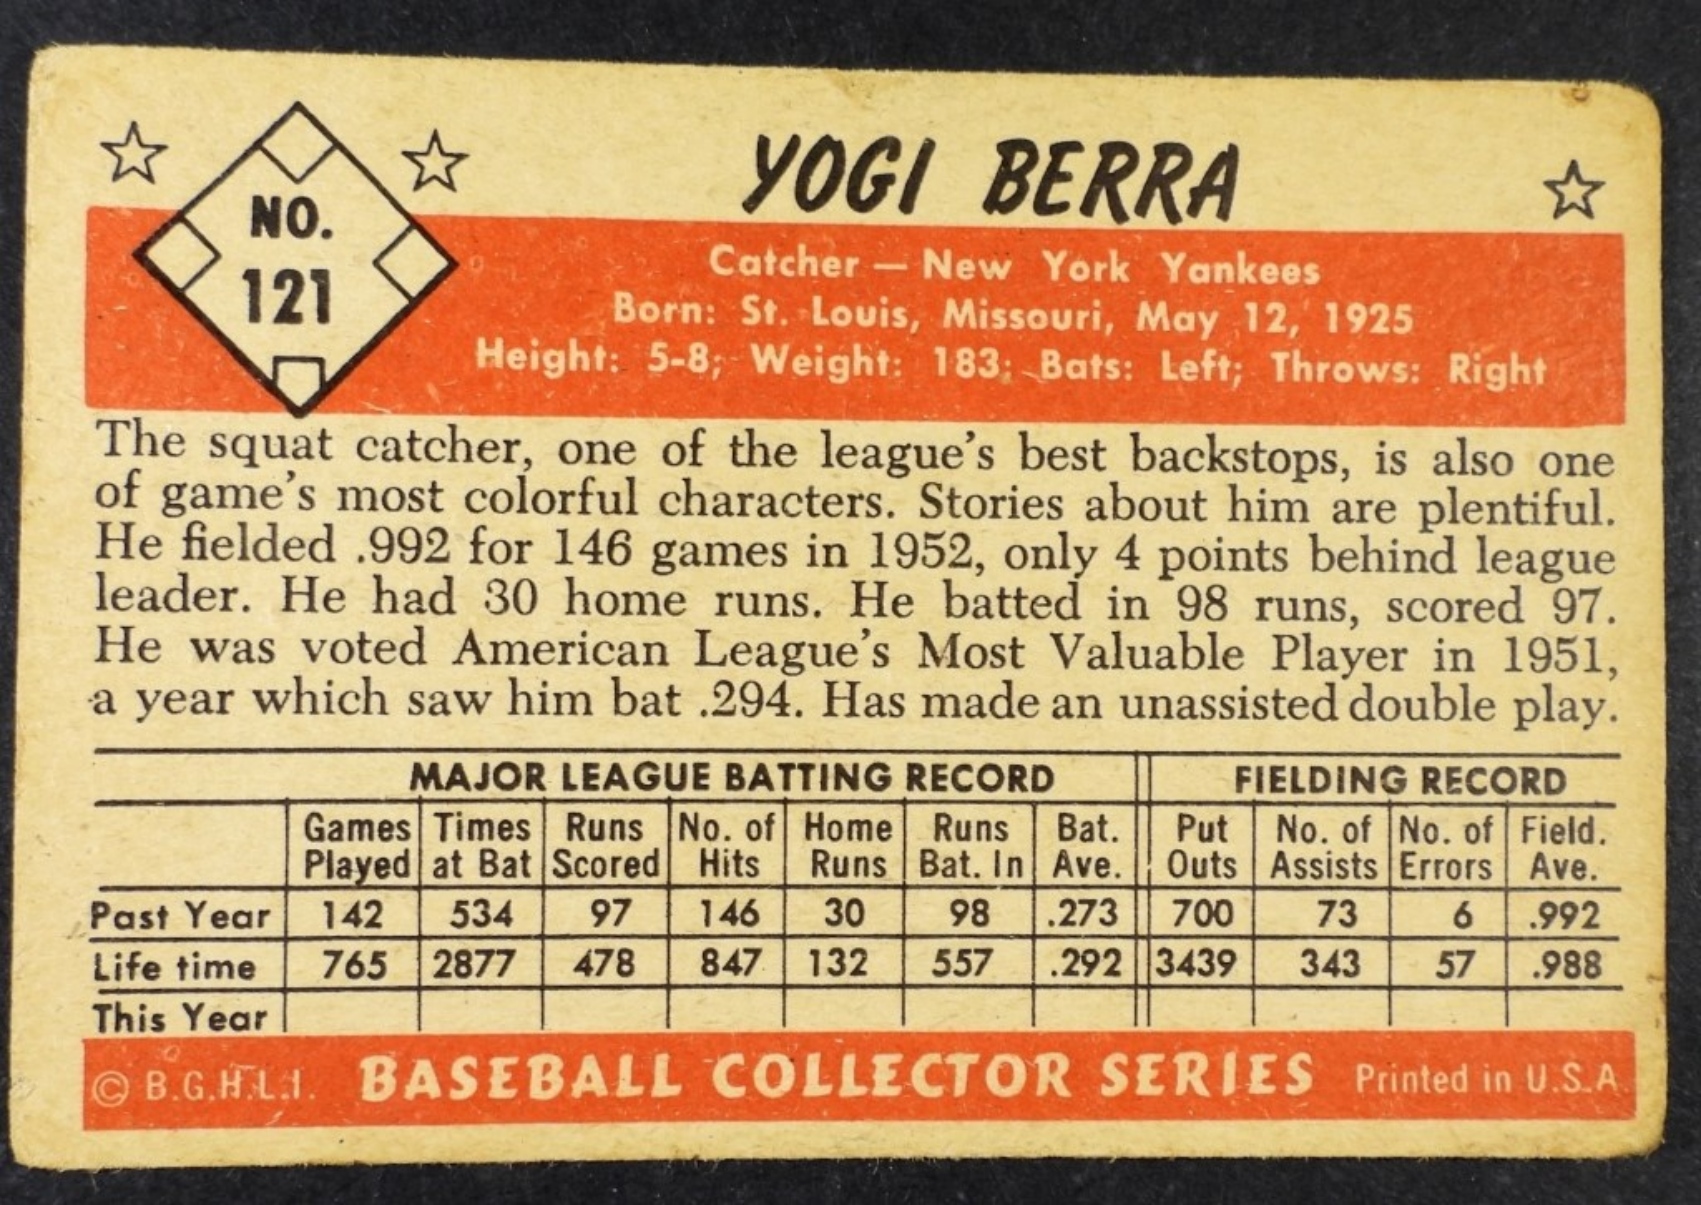 NO.
121
YOGI BERRA
Catcher — New York Yankees
Born: St. Louis, Missouri, May 12, 1925
Height: 5-8; Weight: 183; Bats: Left; Throws: Right
The squat catcher, one of the league's best backstops, is also one
of game's most colorful characters. Stories about him are plentiful.
He fielded .992 for 146 games in 1952, only 4 points behind league
leader. He had 30 home runs. He batted in 98 runs, scored 97.
He was voted American League's Most Valuable Player in 1951,
a year which saw him bat .294. Has made an unassisted double play.
MAJOR LEAGUE BATTING RECORD FIELDING RECORD
Games Times Runs No. of Home Runs Bat. Put No. of No. of Field.
Played at Bat Scored Hits Runs Bat. In Ave. Outs Assists Errors Ave.
Past Year 142 534 97 146 30 98 .273 700 73 6 .992
Life time 765 2877 478 847 132 557 .292 3439 343 57 .988
This Year
© B.G.H.L.I. BASEBALL COLLECTOR SERIES Printed in U.S.A.